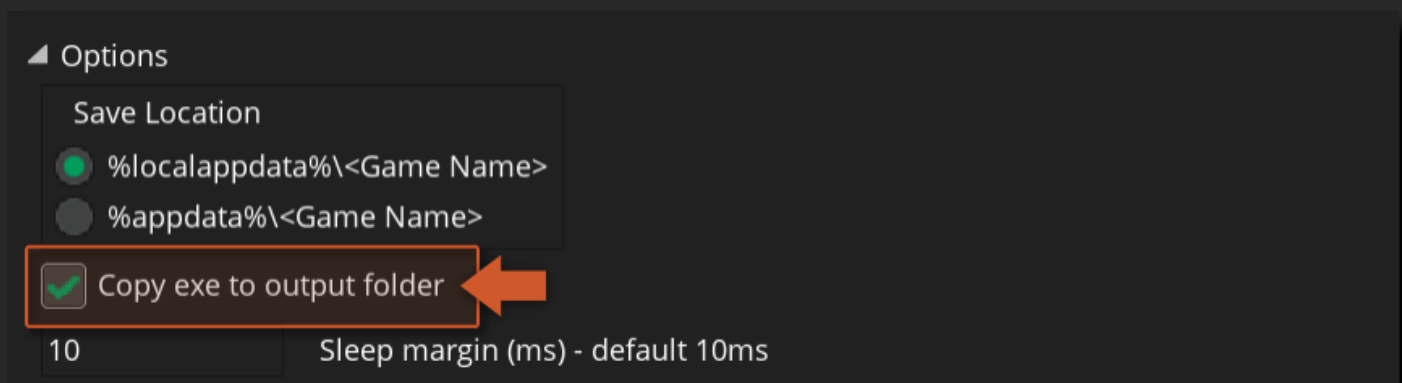 Options
Save Location
%localappdata%\<Game Name>
%appdata%\<Game Name>
Copy exe to output folder
10 Sleep margin (ms) - default 10ms